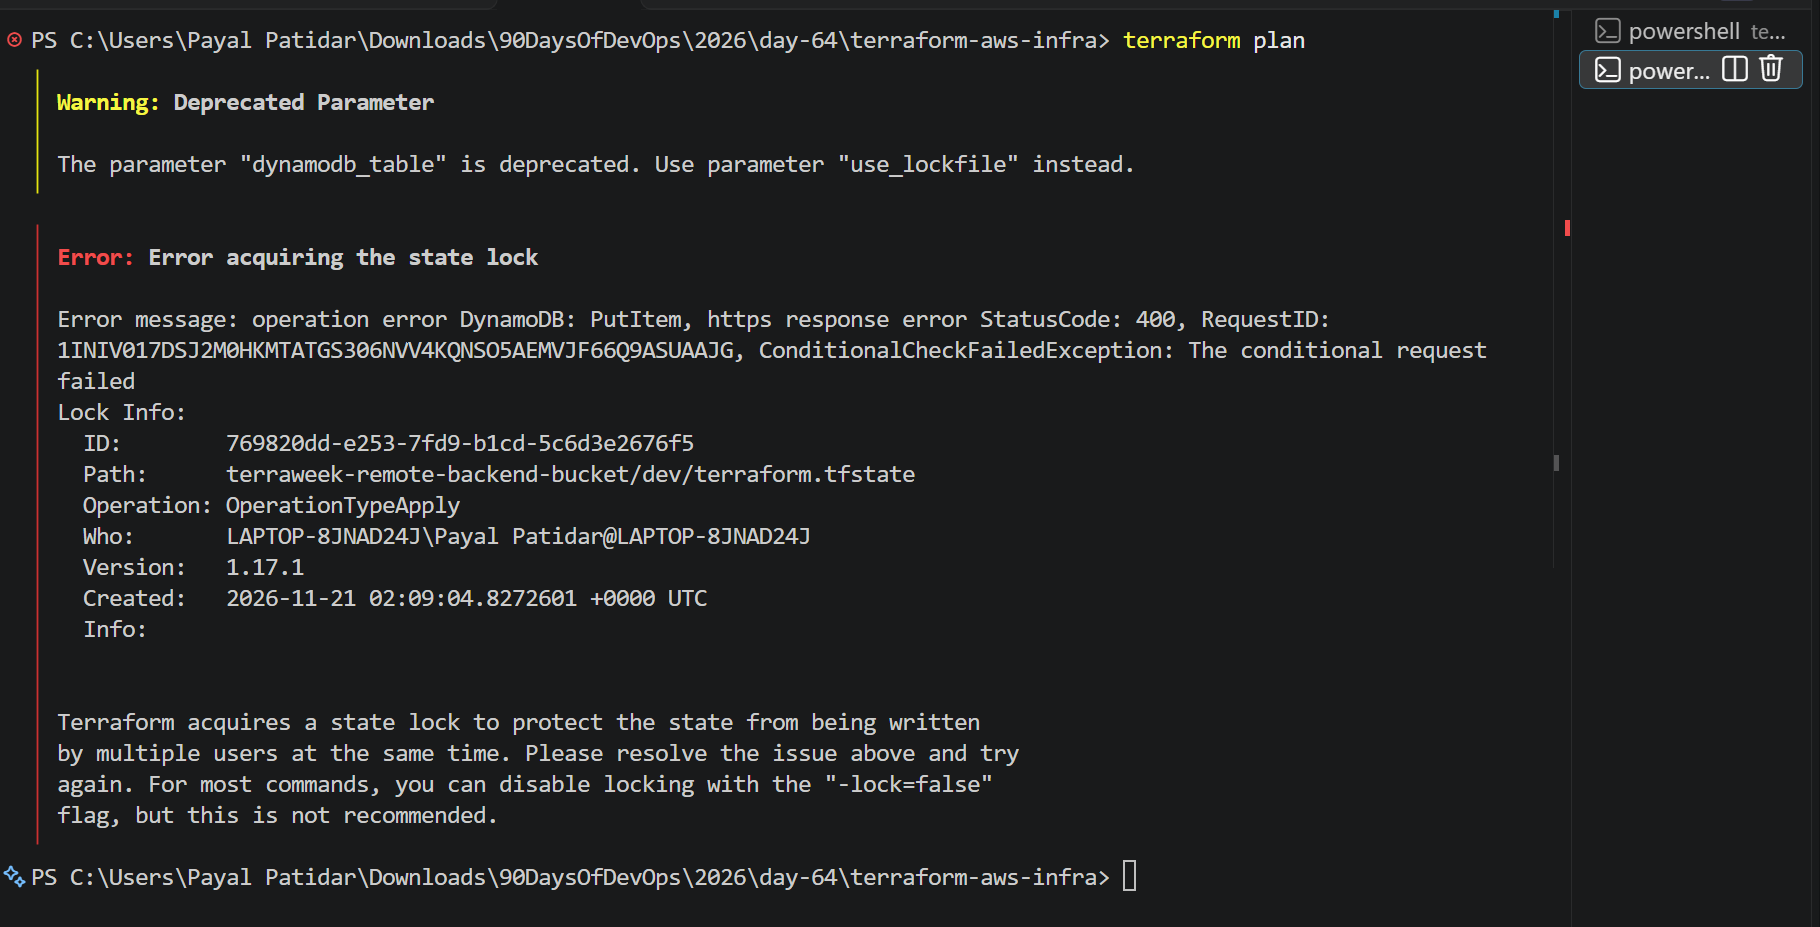 PS C:\Users\Payal Patidar\Downloads\90DaysOfDevOps\2026\day-64\terraform-aws-infra> terraform plan
powershell te...
power...
Warning: Deprecated Parameter
The parameter "dynamodb_table" is deprecated. Use parameter "use_lockfile" instead.
Error: Error acquiring the state lock
Error message: operation error DynamoDB: PutItem, https response error StatusCode: 400, RequestID:
1INIV017DSJ2M0HKMTATGS306NVV4KQNSO5AEMVJF66Q9ASUAAJG, ConditionalCheckFailedException: The conditional request
failed
Lock Info:
ID: 769820dd-e253-7fd9-b1cd-5c6d3e2676f5
Path: terraweek-remote-backend-bucket/dev/terraform.tfstate
Operation: OperationTypeApply
Who: LAPTOP-8JNAD24J\Payal Patidar@LAPTOP-8JNAD24J
Version: 1.17.1
Created: 2026-11-21 02:09:04.8272601 +0000 UTC
Info:
Terraform acquires a state lock to protect the state from being written
by multiple users at the same time. Please resolve the issue above and try
again. For most commands, you can disable locking with the "-lock=false"
flag, but this is not recommended.
PS C:\Users\Payal Patidar\Downloads\90DaysOfDevOps\2026\day-64\terraform-aws-infra>